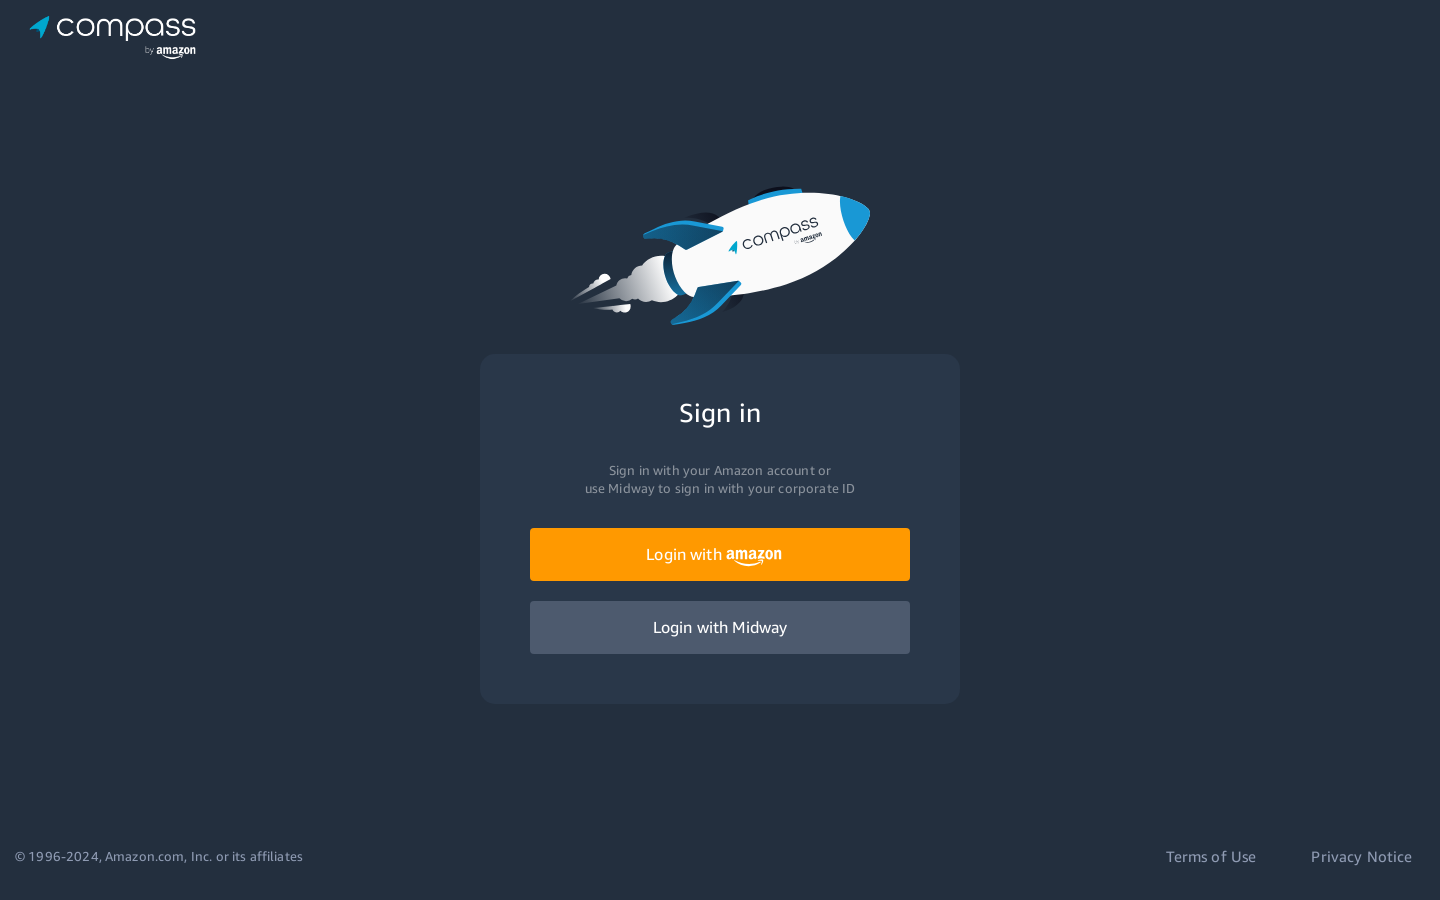 compass
by amazon
compass
by amazon
Sign in
Sign in with your Amazon account or
use Midway to sign in with your corporate ID
Login with amazon
Login with Midway
© 1996-2024, Amazon.com, Inc. or its affiliates
Terms of Use
Privacy Notice